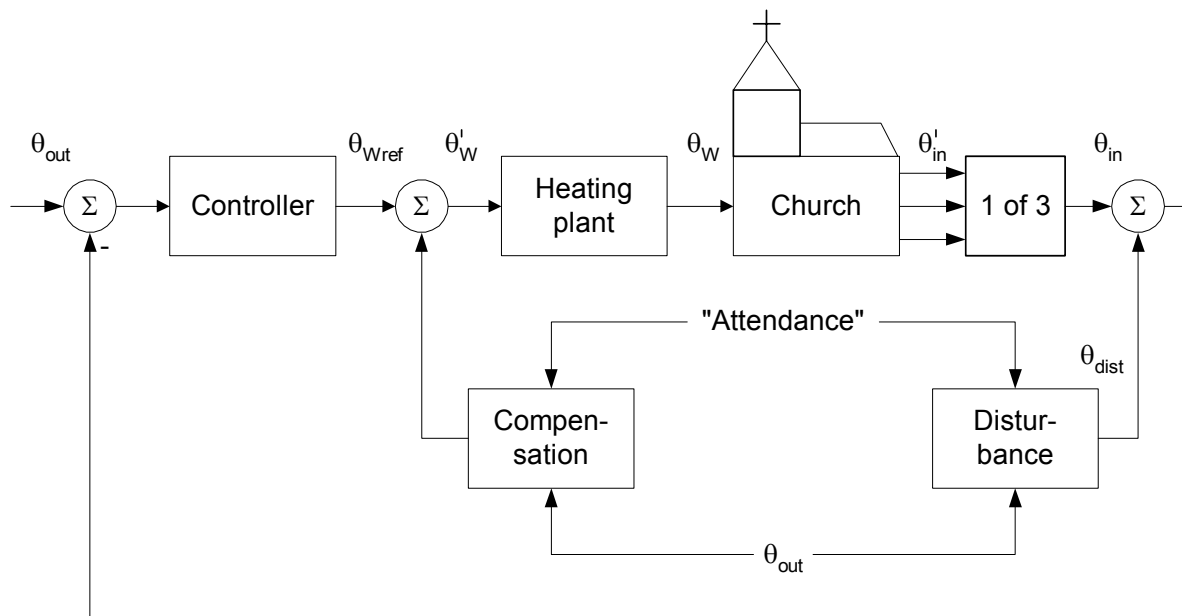 θout
θWref
θ'W
θW
θ'in
θin
Σ
Controller
Σ
Heating
plant
Church
1 of 3
Σ
-
"Attendance"
θdist
Compen-
sation
Distur-
bance
θout